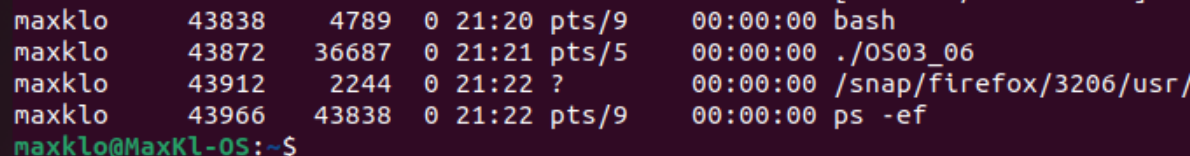 maxklo 43838 4789 0 21:20 pts/9 00:00:00 bash
maxklo 43872 36687 0 21:21 pts/5 00:00:00 ./OS03_06
maxklo 43912 2244 0 21:22 ? 00:00:00 /snap/firefox/3206/usr/
maxklo 43966 43838 0 21:22 pts/9 00:00:00 ps -ef
maxklo@MaxKl-OS:~$